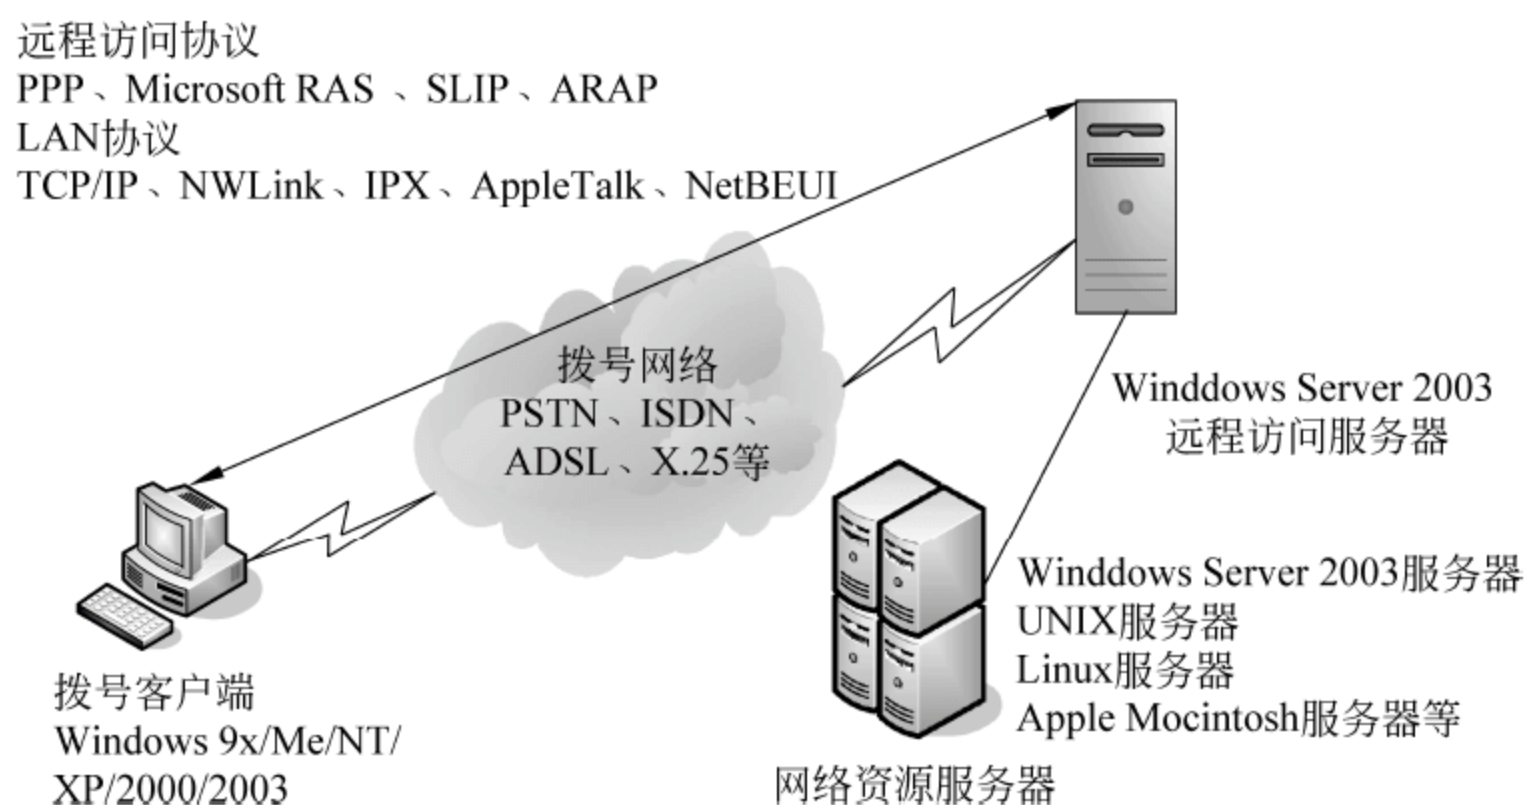 远程访问协议
PPP、Microsoft RAS 、SLIP、ARAP
LAN协议
TCP/IP、NWLink、IPX、AppleTalk、NetBEUI
拨号网络
PSTN、ISDN、
ADSL、X.25等
Winddows Server 2003
远程访问服务器
Winddows Server 2003服务器
UNIX服务器
Linux服务器
Apple Mocintosh服务器等
网络资源服务器
拨号客户端
Windows 9x/Me/NT/
XP/2000/2003